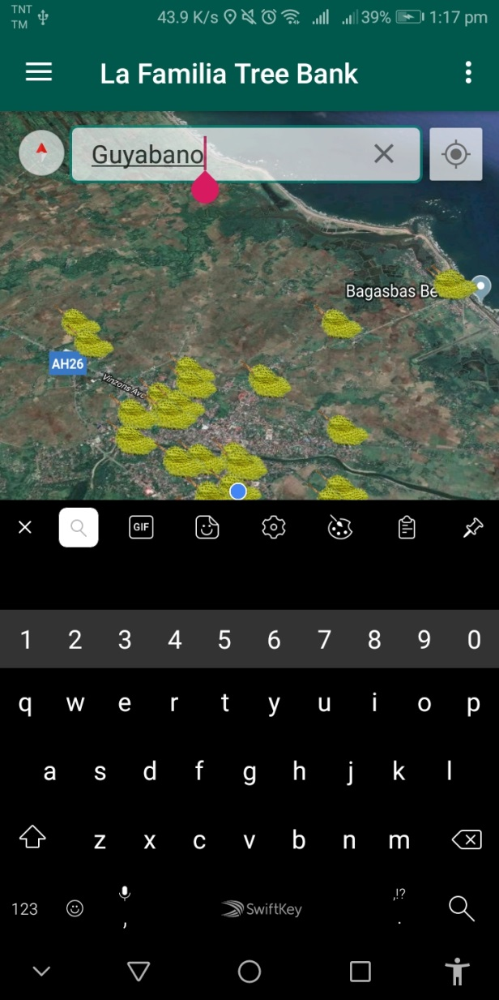 TNT
TM
43.9 K/s 39% 1:17 pm
La Familia Tree Bank
Guyabano
Bagasbas Be
AH26
Vinzons Ave
GIF
1 2 3 4 5 6 7 8 9 0
q w e r t y u i o p
a s d f g h j k l
z x c v b n m
,!?
123 , SwiftKey .